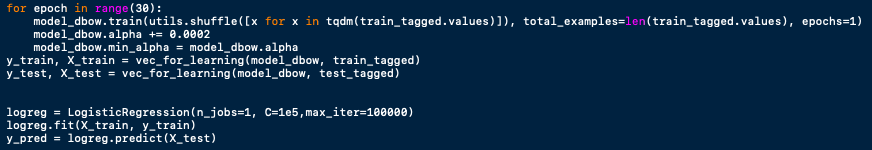 for epoch in range(30):
    model_dbow.train(utils.shuffle([x for x in tqdm(train_tagged.values)]), total_examples=len(train_tagged.values), epochs=1)
    model_dbow.alpha += 0.0002
    model_dbow.min_alpha = model_dbow.alpha
y_train, X_train = vec_for_learning(model_dbow, train_tagged)
y_test, X_test = vec_for_learning(model_dbow, test_tagged)
logreg = LogisticRegression(n_jobs=1, C=1e5,max_iter=100000)
logreg.fit(X_train, y_train)
y_pred = logreg.predict(X_test)